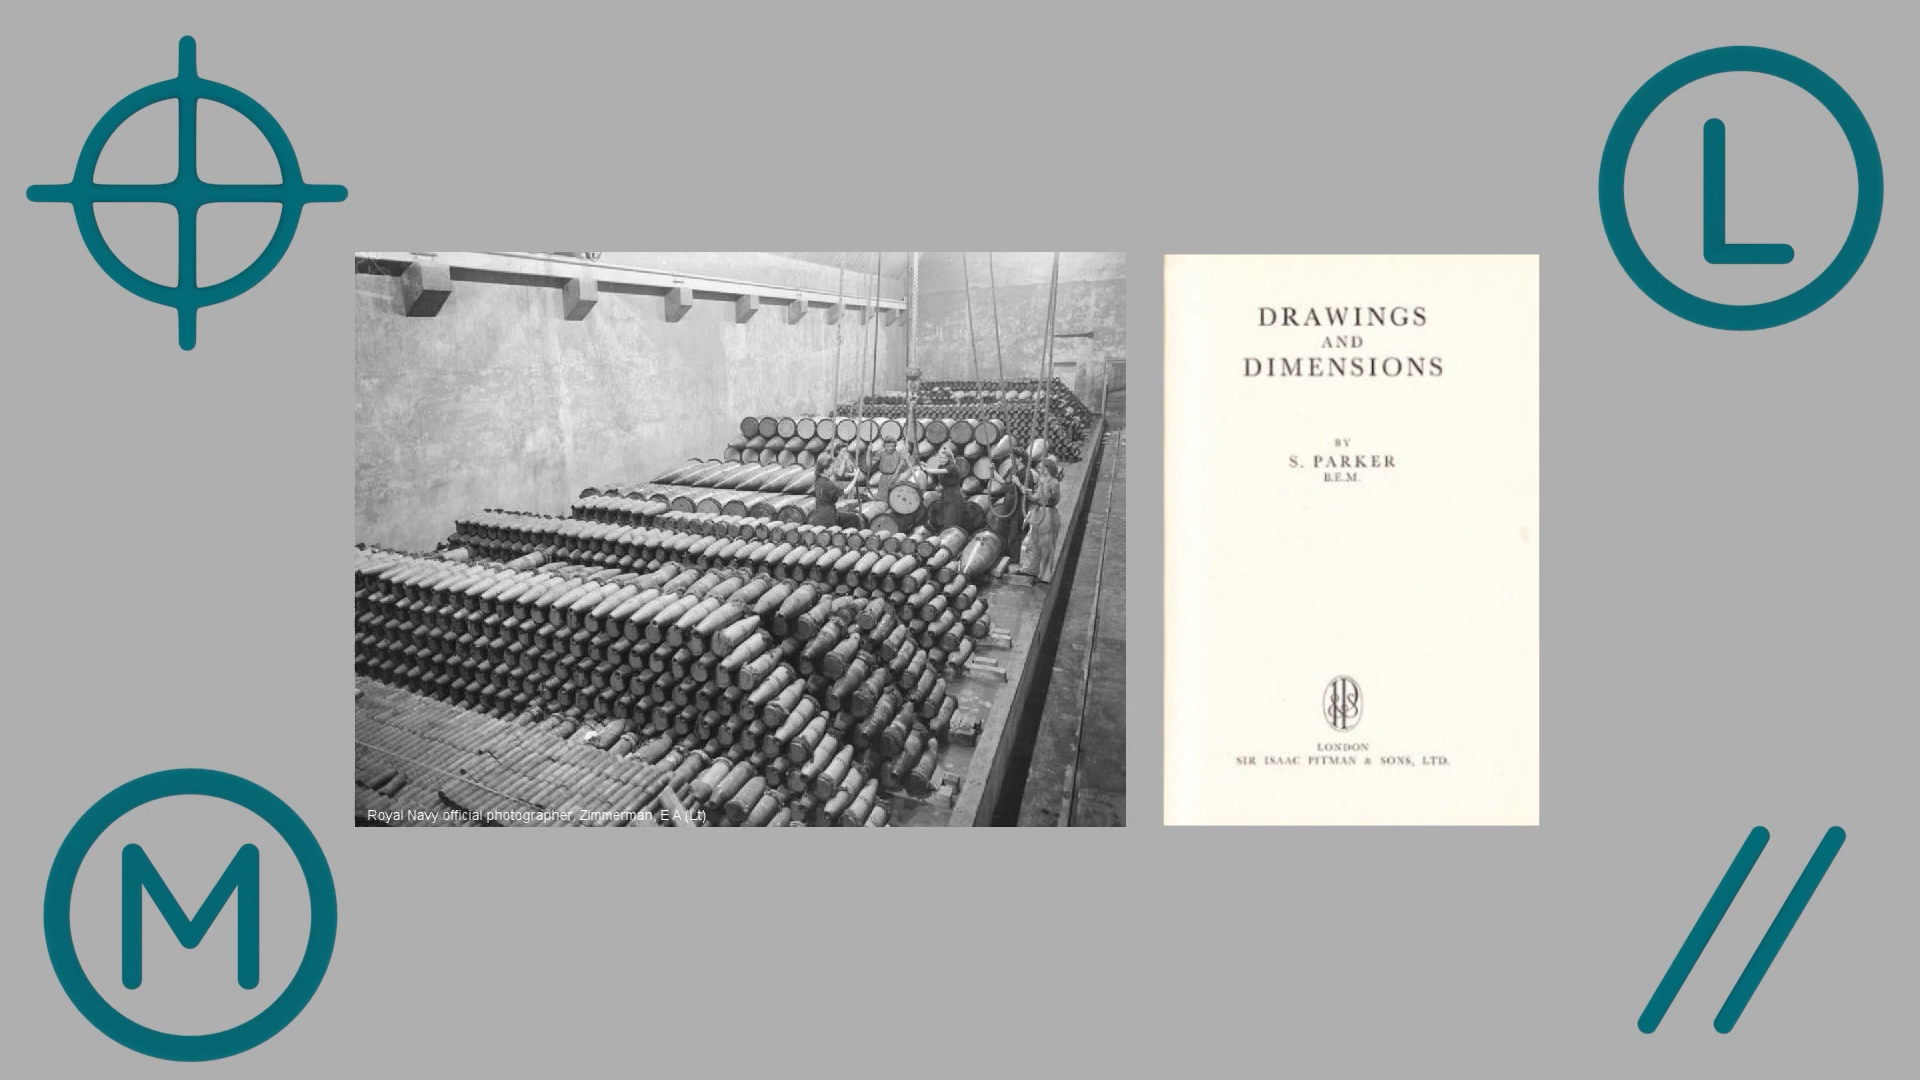 L
DRAWINGS
AND
DIMENSIONS
BY
S. PARKER
B.E.M.
LONDON
SIR ISAAC PITMAN & SONS, LTD.
Royal Navy official photographer, Zimmerman, E A (Lt)
M